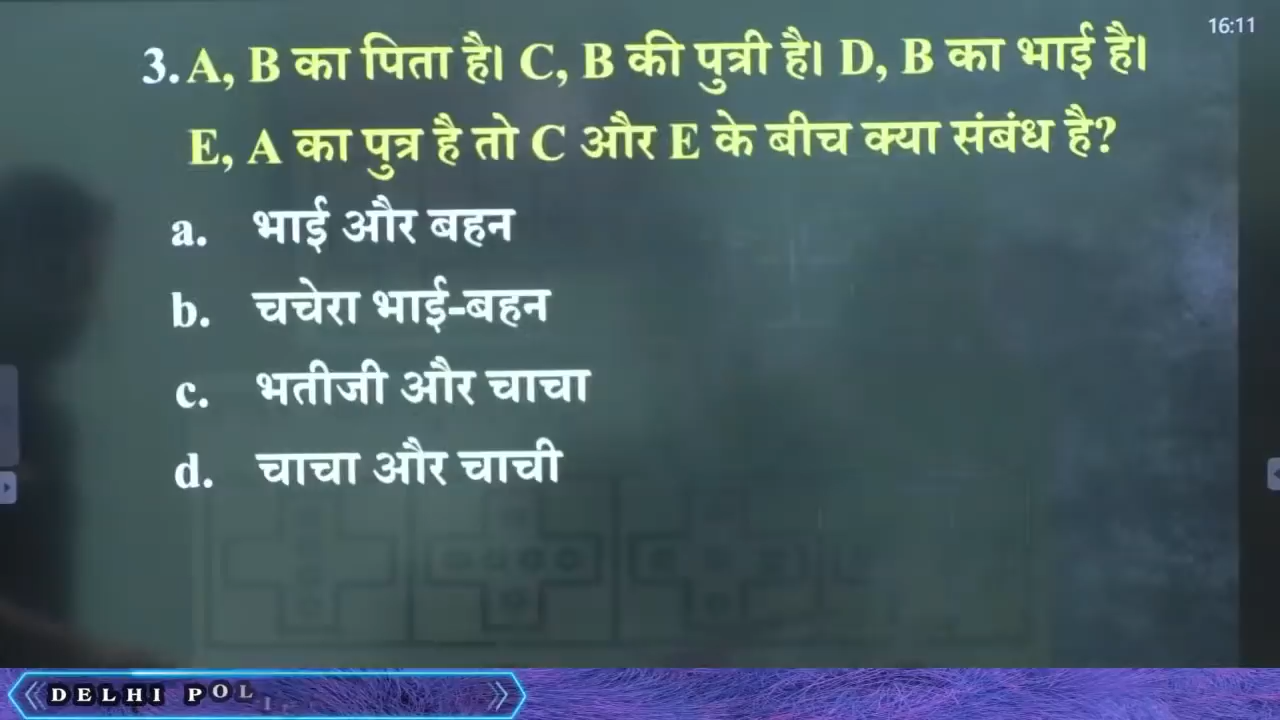 16:11
3. A, B का पिता है। C, B की पुत्री है। D, B का भाई है।
E, A का पुत्र है तो C और E के बीच क्या संबंध है?
a. भाई और बहन
b. चचेरा भाई-बहन
c. भतीजी और चाचा
d. चाचा और चाची
DELHI POL